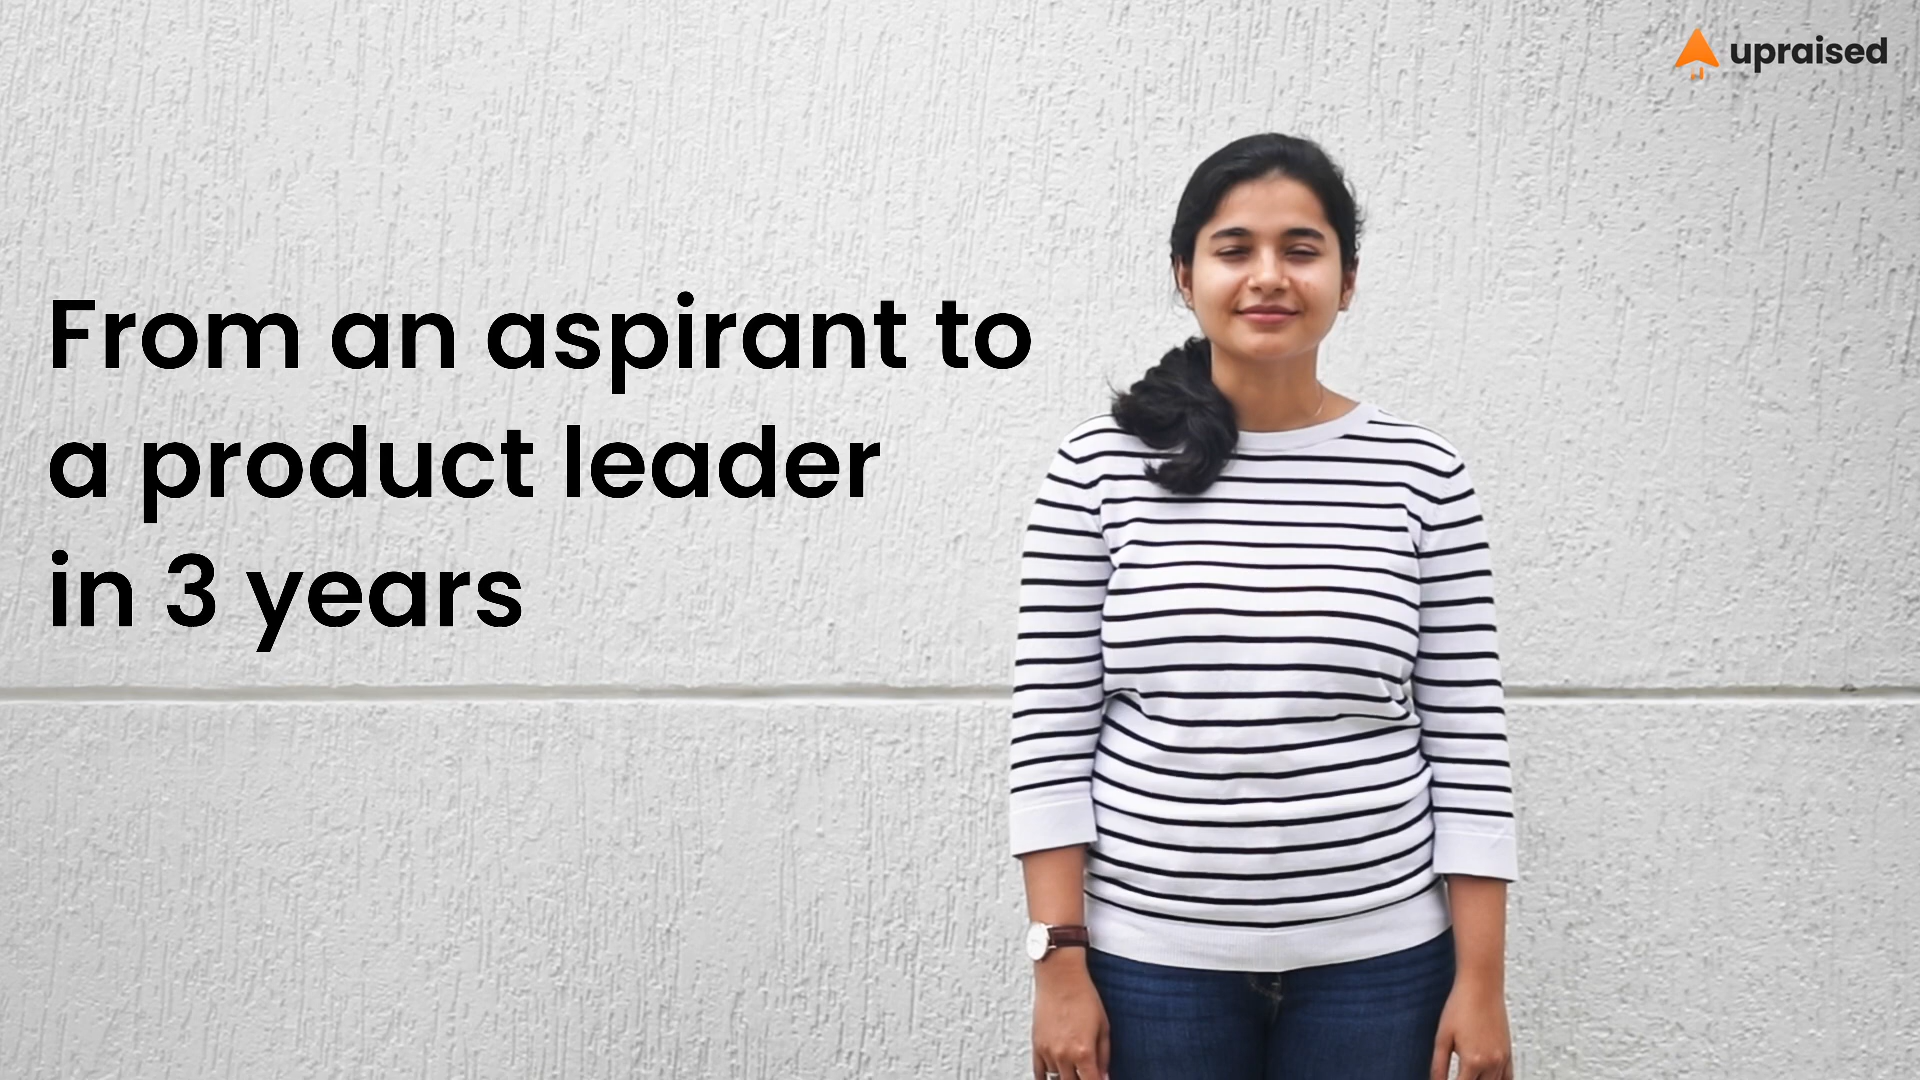 upraised
From an aspirant to
a product leader
in 3 years